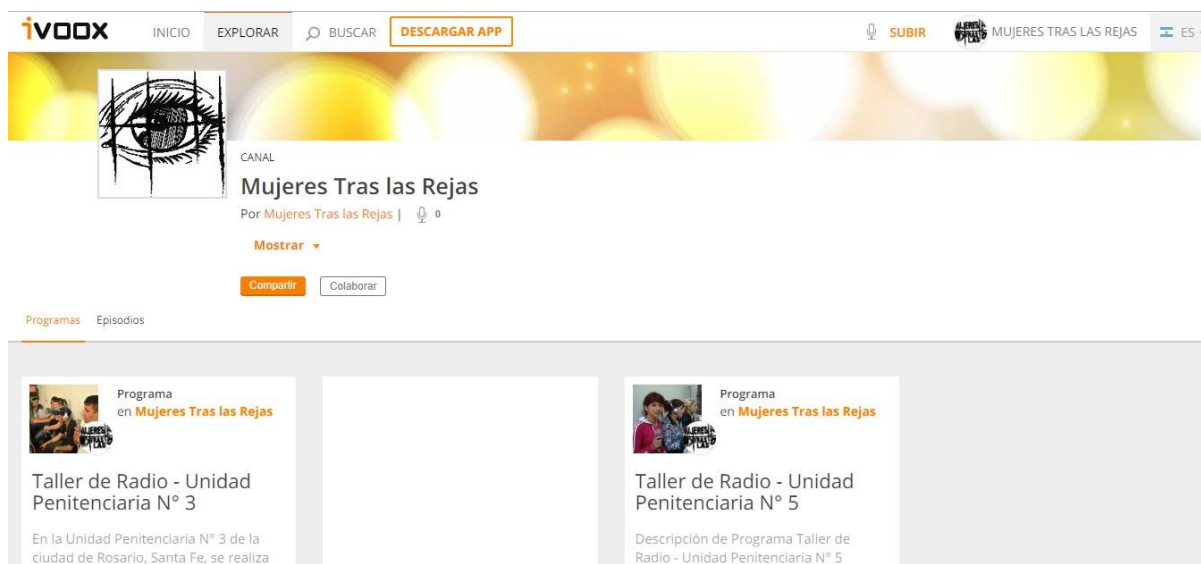 ivoox INICIO EXPLORAR BUSCAR DESCARGAR APP SUBIR MUJERES TRAS LAS REJAS ES
CANAL
Mujeres Tras las Rejas
Por Mujeres Tras las Rejas | 0
Mostrar
Compartir Colaborar
Programas Episodios
Programa
en Mujeres Tras las Rejas
Taller de Radio - Unidad
Penitenciaria N° 3
En la Unidad Penitenciaria N° 3 de la
ciudad de Rosario, Santa Fe, se realiza
Programa
en Mujeres Tras las Rejas
Taller de Radio - Unidad
Penitenciaria N° 5
Descripción de Programa Taller de
Radio - Unidad Penitenciaria N° 5